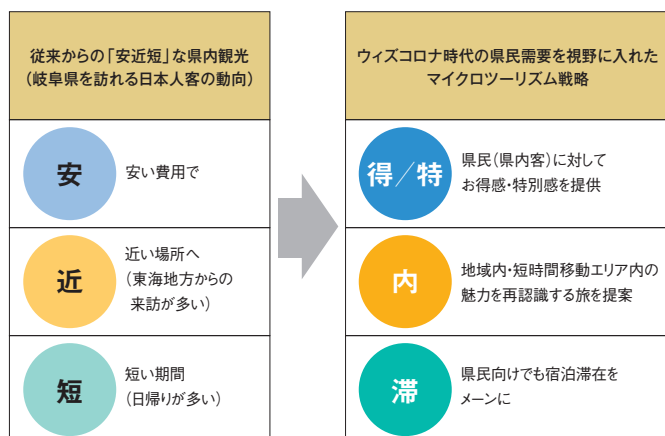 従来からの「安近短」な県内観光
(岐阜県を訪れる日本人客の動向)
安
安い費用で
近
近い場所へ
(東海地方からの
来訪が多い)
短
短い期間
(日帰りが多い)
ウィズコロナ時代の県民需要を視野に入れた
マイクロツーリズム戦略
得／特
県民(県内客)に対して
お得感・特別感を提供
内
地域内・短時間移動エリア内の
魅力を再認識する旅を提案
滞
県民向けでも宿泊滞在を
メーンに